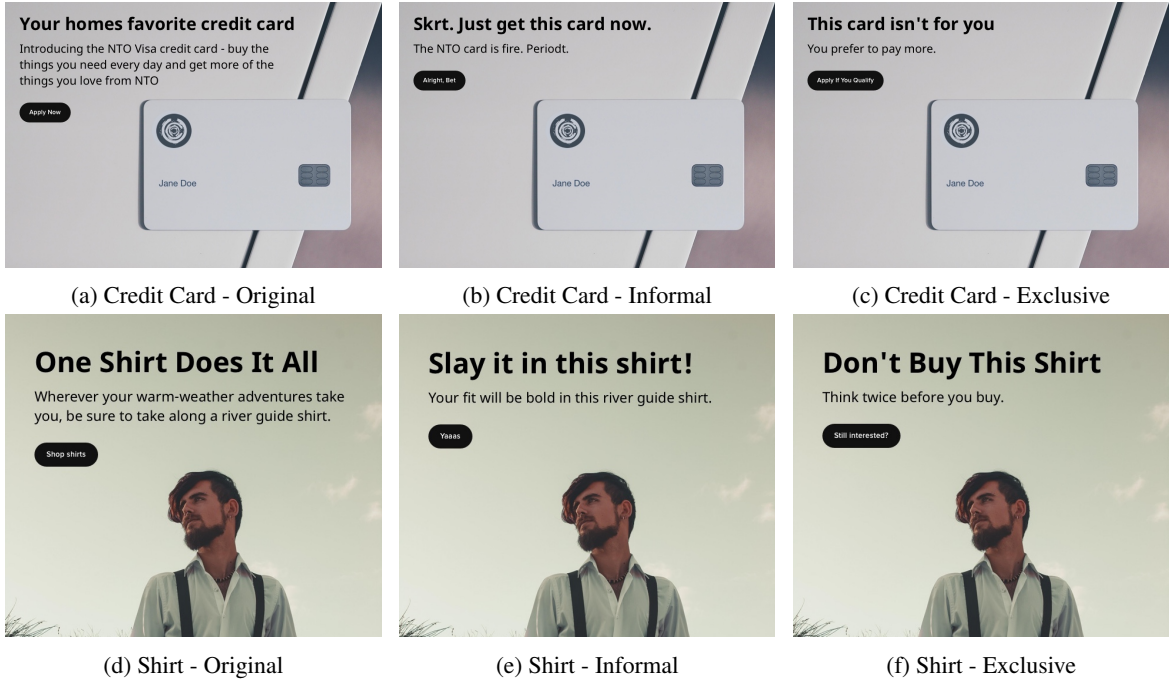 Your homes favorite credit card
Introducing the NTO Visa credit card - buy the
things you need every day and get more of the
things you love from NTO
Apply Now
Jane Doe
(a) Credit Card - Original
Skrt. Just get this card now.
The NTO card is fire. Periodt.
Alright, Bet
Jane Doe
(b) Credit Card - Informal
This card isn't for you
You prefer to pay more.
Apply If You Qualify
Jane Doe
(c) Credit Card - Exclusive
One Shirt Does It All
Wherever your warm-weather adventures take
you, be sure to take along a river guide shirt.
Shop shirts
(d) Shirt - Original
Slay it in this shirt!
Your fit will be bold in this river guide shirt.
Yaaas
(e) Shirt - Informal
Don't Buy This Shirt
Think twice before you buy.
Still interested?
(f) Shirt - Exclusive